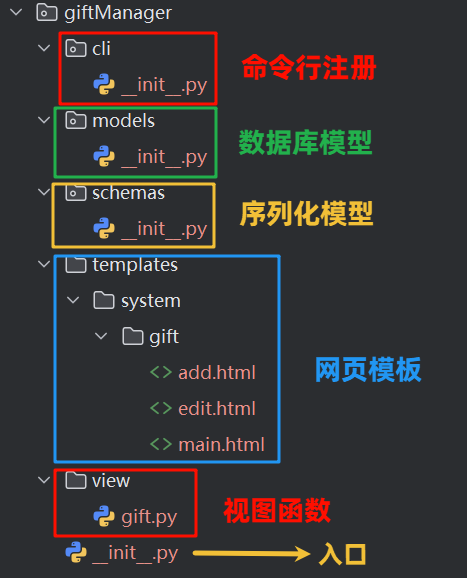 giftManager
cli
__init__.py
命令行注册
models
__init__.py
数据库模型
schemas
__init__.py
序列化模型
templates
system
gift
<> add.html
<> edit.html
<> main.html
网页模板
view
gift.py
视图函数
__init__.py
入口